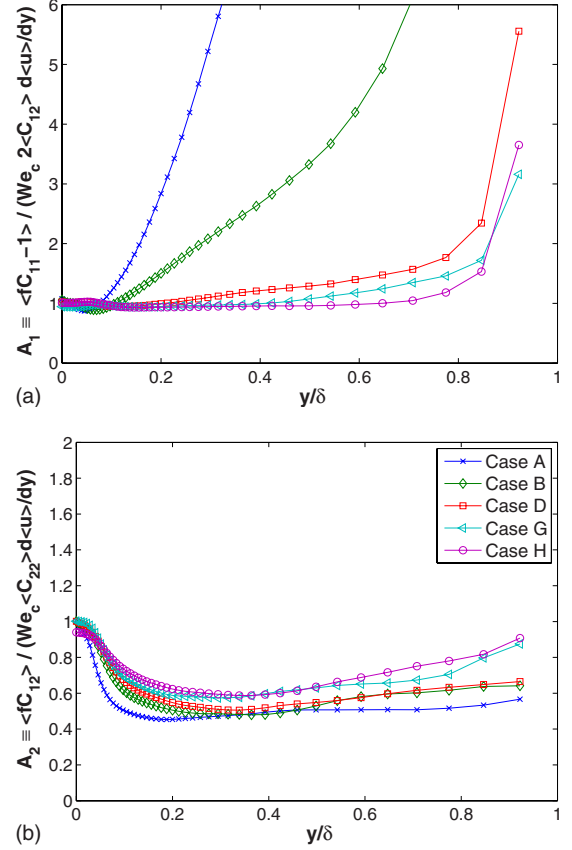 6
5
4
3
2
1
0
A₁ ≡ <fC₁₁−1> / (We_c 2<C₁₂> d<u>/dy)
0 0.2 0.4 0.6 0.8 1
y/δ
(a)
2
1.8
1.6
1.4
1.2
1
0.8
0.6
0.4
0.2
0
A₂ ≡ <fC₁₂> / (We_c<C₂₂>d<u>/dy)
Case A
Case B
Case D
Case G
Case H
0 0.2 0.4 0.6 0.8 1
y/δ
(b)